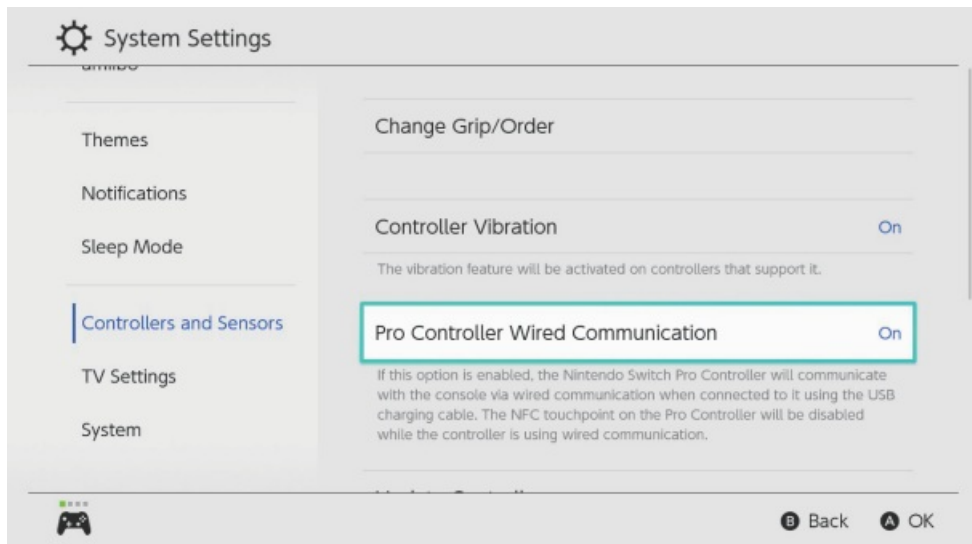 System Settings
amiibo
Themes
Notifications
Sleep Mode
Controllers and Sensors
TV Settings
System
Change Grip/Order
Controller Vibration On
The vibration feature will be activated on controllers that support it.
Pro Controller Wired Communication On
If this option is enabled, the Nintendo Switch Pro Controller will communicate
with the console via wired communication when connected to it using the USB
charging cable. The NFC touchpoint on the Pro Controller will be disabled
while the controller is using wired communication.
B Back A OK